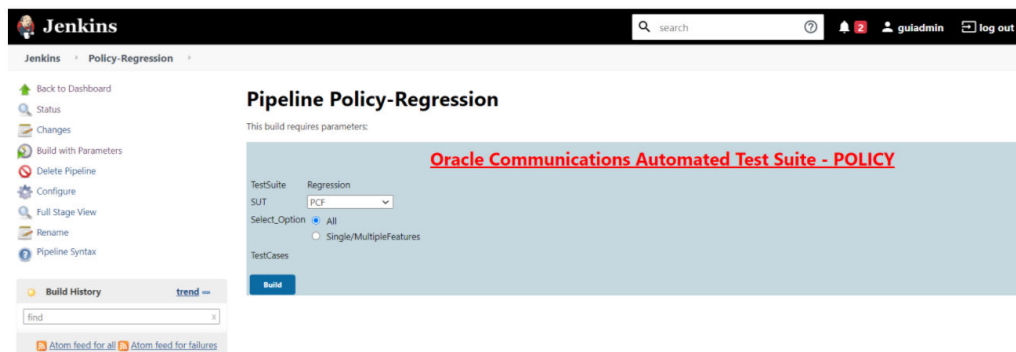 Jenkins
search
2
guiadmin
log out
Jenkins
Policy-Regression
Back to Dashboard
Status
Changes
Build with Parameters
Delete Pipeline
Configure
Full Stage View
Rename
Pipeline Syntax
Build History
trend
find
x
Atom feed for all
Atom feed for failures
Pipeline Policy-Regression
This build requires parameters:
Oracle Communications Automated Test Suite - POLICY
TestSuite Regression
SUT PCF
Select_Option All
Single/MultipleFeatures
TestCases
Build